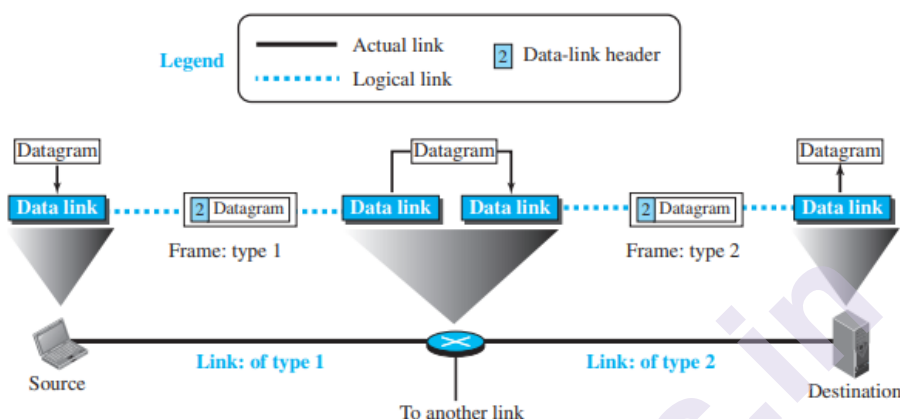 Legend
Actual link
Logical link
2 Data-link header
Datagram
Datagram
Datagram
Data link
2 Datagram
Data link
Data link
2 Datagram
Data link
Frame: type 1
Frame: type 2
Link: of type 1
Link: of type 2
Source
Destination
To another link